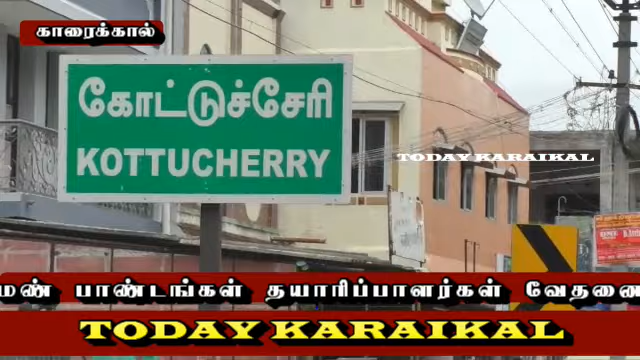 காரைக்கால்
கோட்டுச்சேரி
KOTTUCHERRY
TODAY KARAIKAL
மண் பாண்டங்கள் தயாரிப்பாளர்கள் வேதனை
TODAY KARAIKAL